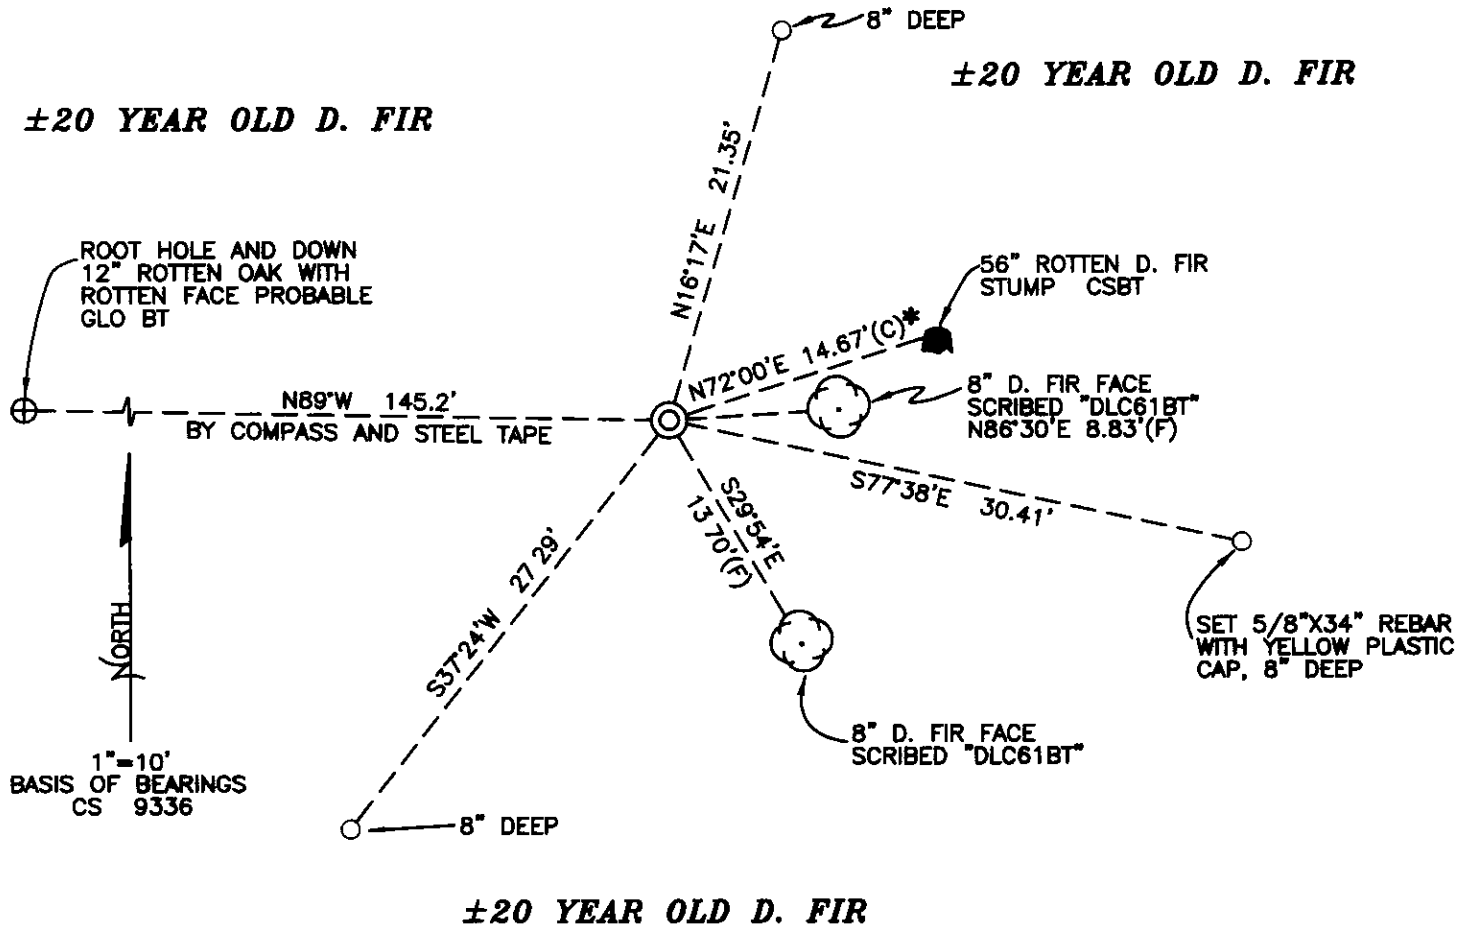 8" DEEP
±20 YEAR OLD D. FIR
±20 YEAR OLD D. FIR
N16°17'E 21.35'
ROOT HOLE AND DOWN
12" ROTTEN OAK WITH
ROTTEN FACE PROBABLE
GLO BT
56" ROTTEN D. FIR
STUMP CSBT
N72°00'E 14.67'(C)*
8" D. FIR FACE
SCRIBED "DLC61BT"
N86°30'E 8.83'(F)
N89°W 145.2'
BY COMPASS AND STEEL TAPE
S77°38'E 30.41'
S29°54'E
13 70'(F)
S37°24'W 27 29'
NORTH
SET 5/8"X34" REBAR
WITH YELLOW PLASTIC
CAP, 8" DEEP
8" D. FIR FACE
SCRIBED "DLC61BT"
1"=10'
BASIS OF BEARINGS
CS 9336
8" DEEP
±20 YEAR OLD D. FIR